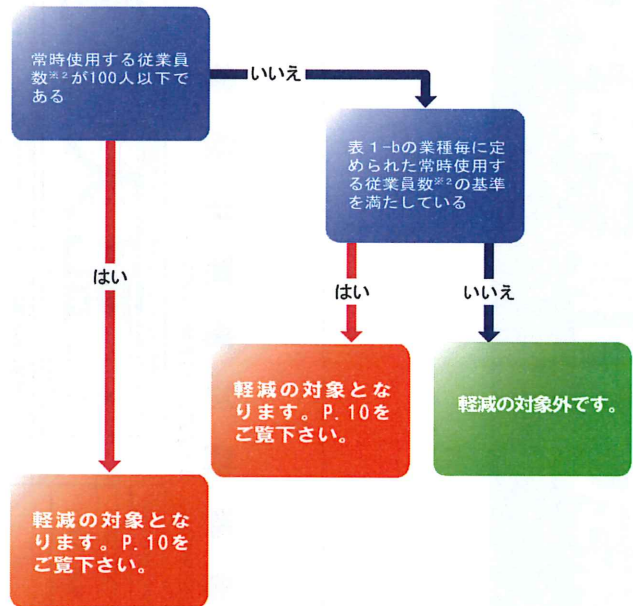 常時使用する従業員
数※2が100人以下で
ある
いいえ
表1-bの業種毎に定
められた常時使用す
る従業員数※2の基準
を満たしている
はい
はい
いいえ
軽減の対象とな
ります。P.10を
ご覧下さい。
軽減の対象外です。
軽減の対象とな
ります。P.10を
ご覧下さい。